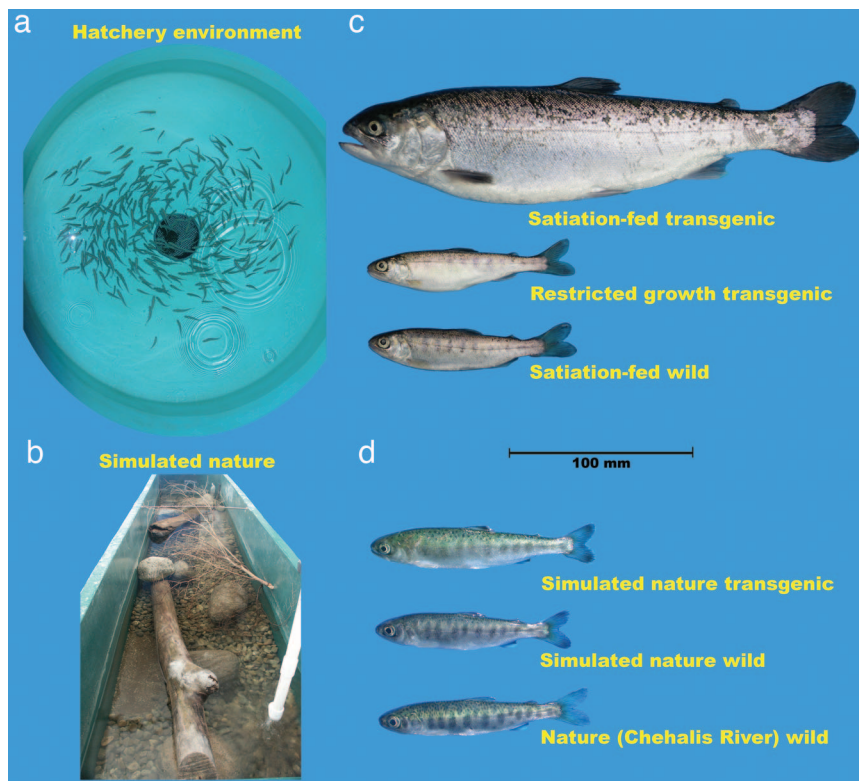 a
Hatchery environment
c
Satiation-fed transgenic
Restricted growth transgenic
Satiation-fed wild
b
Simulated nature
d
100 mm
Simulated nature transgenic
Simulated nature wild
Nature (Chehalis River) wild